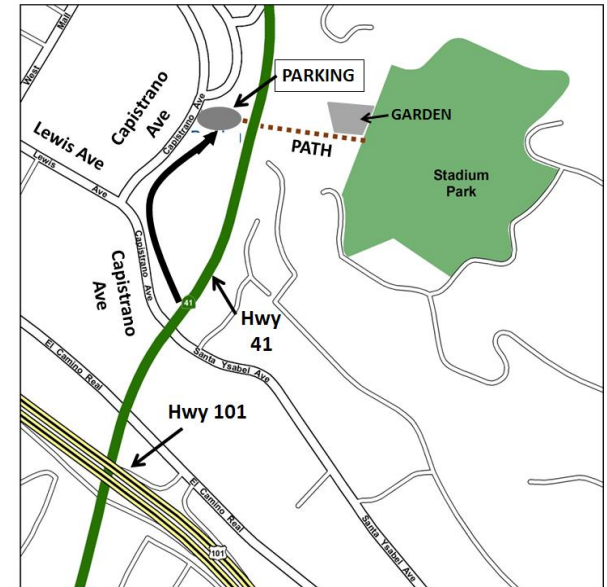 West Mall
Capistrano
Ave
Capistrano Ave
PARKING
GARDEN
PATH
Lewis Ave
Lewis Ave
Stadium
Park
Capistrano
Ave
Capistrano Ave
41
Hwy
41
Santa Ysabel Ave
El Camino Real
Hwy 101
El Camino Real
Santa Ysabel Ave
101